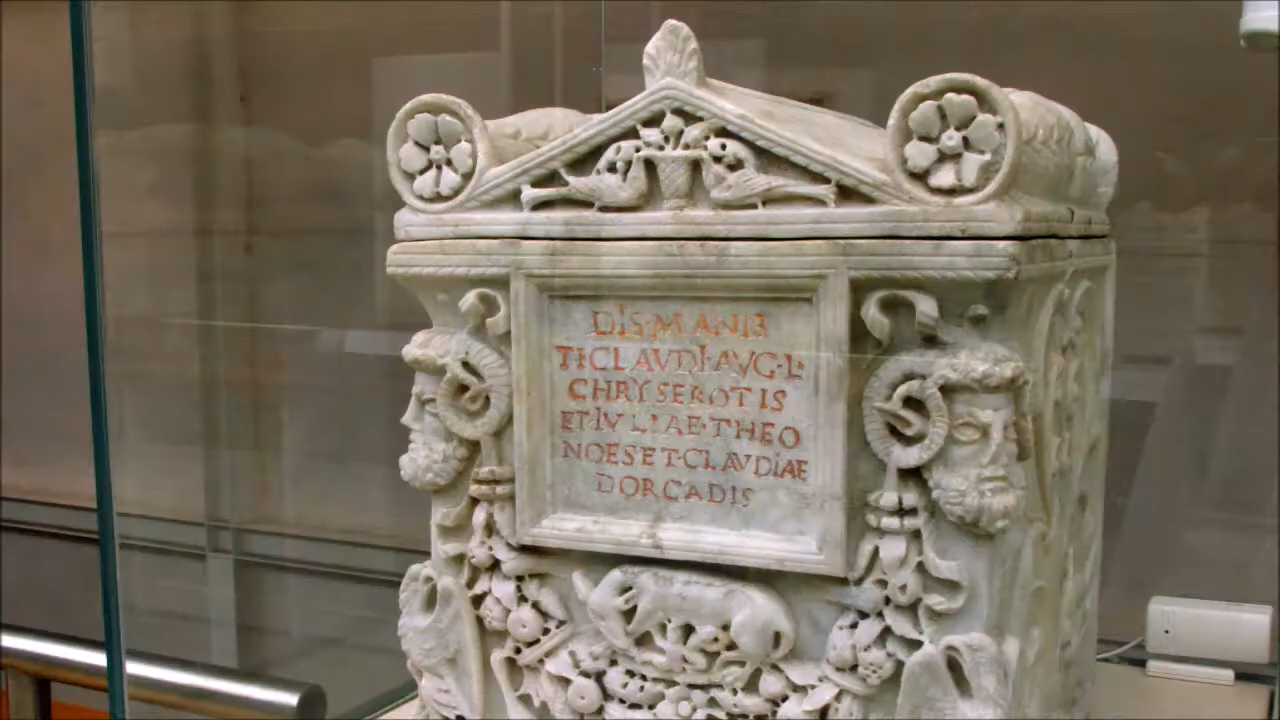 DIS·MANIB
TI·CLAVDI·AVG·L·
CHRYSEROTIS
ET·IVLIAE·THEO
NOES·ET·CLAVDIAE
DORCADIS